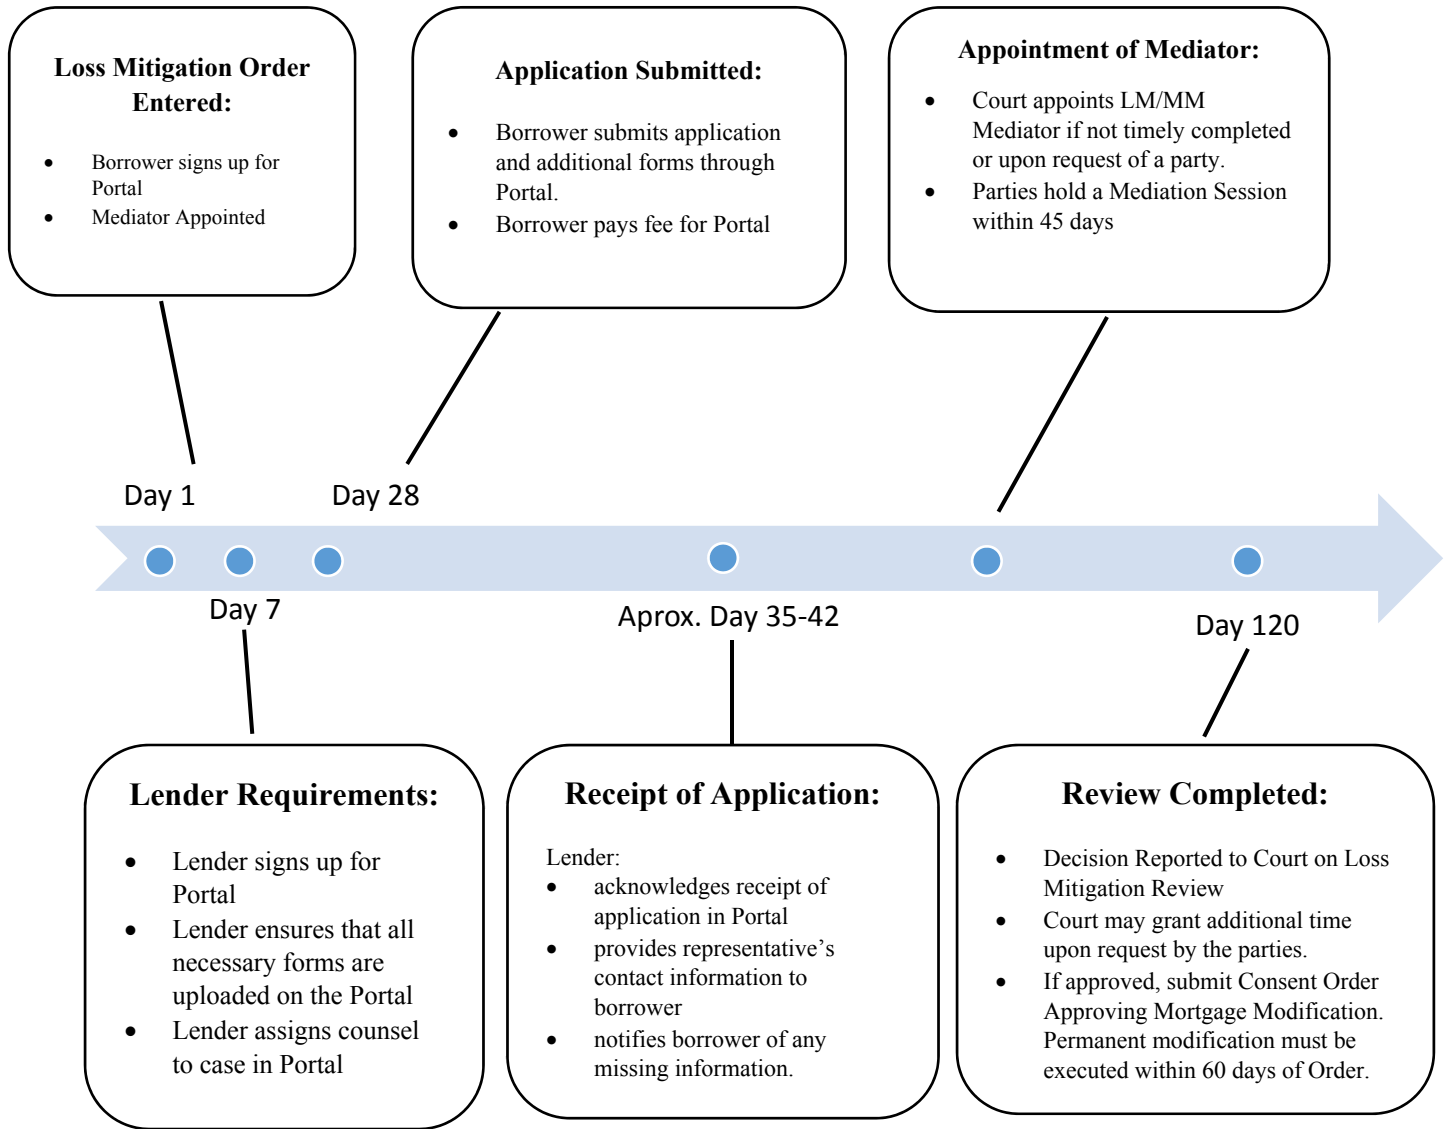 Loss Mitigation Order
Entered:
• Borrower signs up for
Portal
• Mediator Appointed
Application Submitted:
• Borrower submits application
and additional forms through
Portal.
• Borrower pays fee for Portal
Appointment of Mediator:
• Court appoints LM/MM
Mediator if not timely completed
or upon request of a party.
• Parties hold a Mediation Session
within 45 days
Day 1
Day 28
Day 7
Aprox. Day 35-42
Day 120
Lender Requirements:
• Lender signs up for
Portal
• Lender ensures that all
necessary forms are
uploaded on the Portal
• Lender assigns counsel
to case in Portal
Receipt of Application:
Lender:
• acknowledges receipt of
application in Portal
• provides representative’s
contact information to
borrower
• notifies borrower of any
missing information.
Review Completed:
• Decision Reported to Court on Loss
Mitigation Review
• Court may grant additional time
upon request by the parties.
• If approved, submit Consent Order
Approving Mortgage Modification.
Permanent modification must be
executed within 60 days of Order.